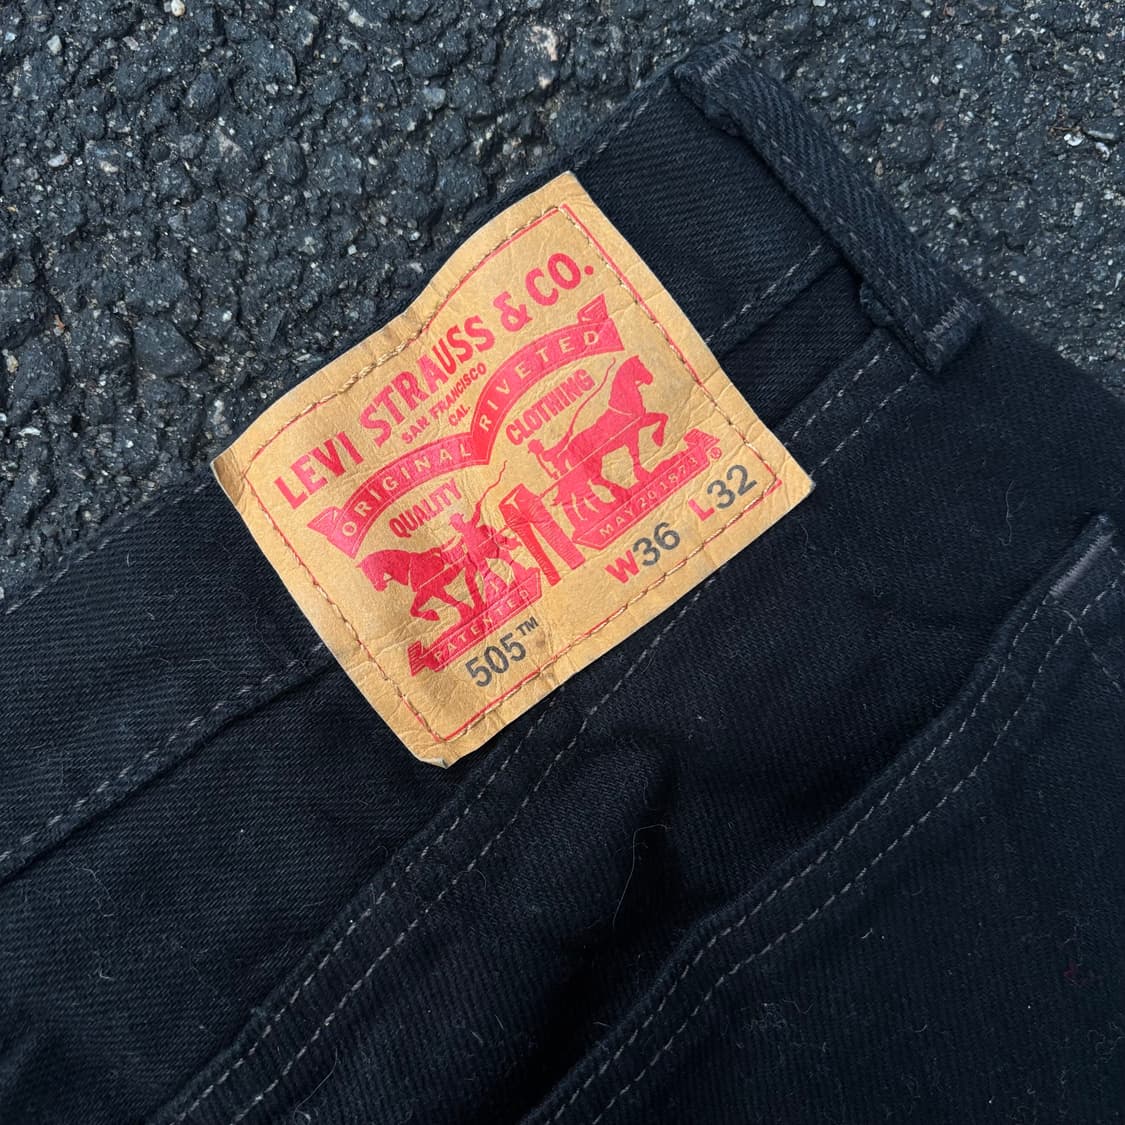 LEVI STRAUSS & CO.
SAN FRANCISCO
CAL.
ORIGINAL RIVETED
QUALITY CLOTHING
PATENTED
MAY 20 1873 ®
505™
W36 L32